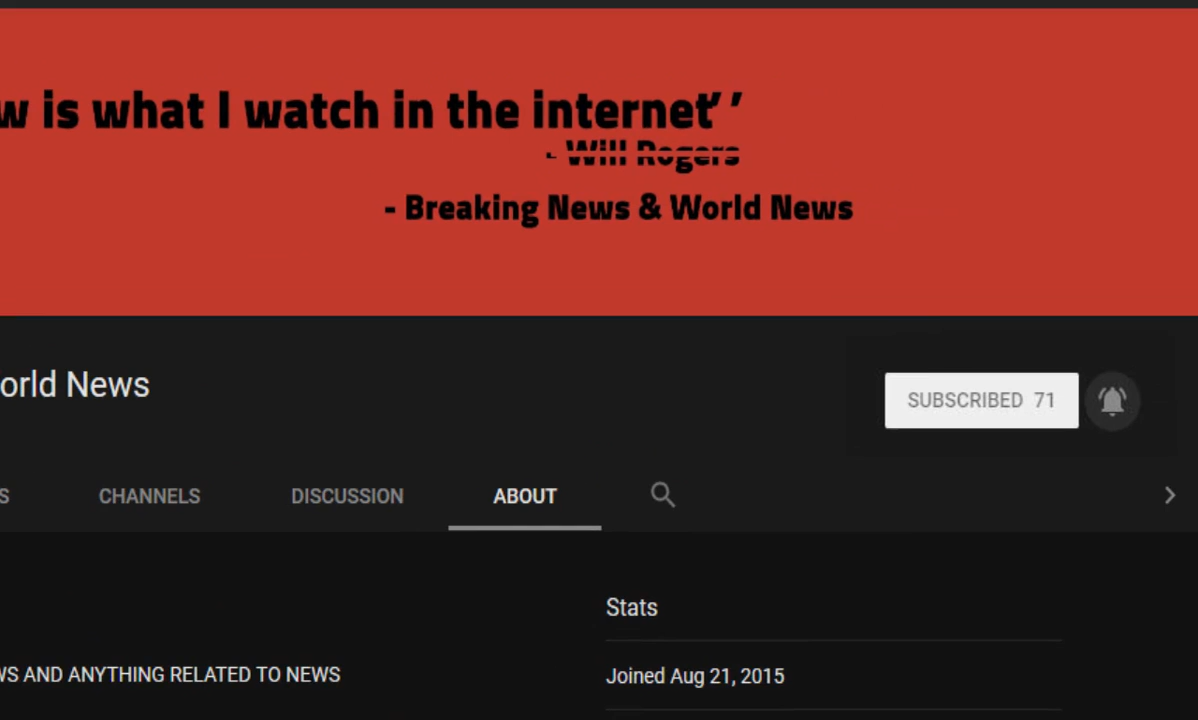 w is what I watch in the internet’’
- Will Rogers
- Breaking News & World News
orld News
SUBSCRIBED 71
S CHANNELS DISCUSSION ABOUT
Stats
WS AND ANYTHING RELATED TO NEWS
Joined Aug 21, 2015